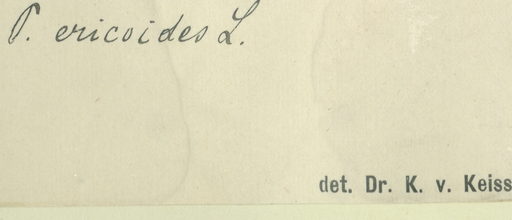 P. ericoides L.
det. Dr. K. v. Keiss